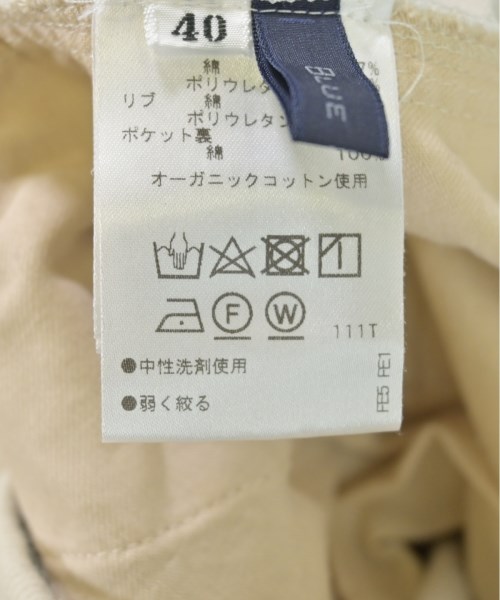 40
BLUE
綿 7%
ポリウレタ %
リブ 綿
ポリウレタン
ポケット裏
綿 100%
オーガニックコットン使用
F W 111T
●中性洗剤使用
●弱く絞る
FE5 FE1